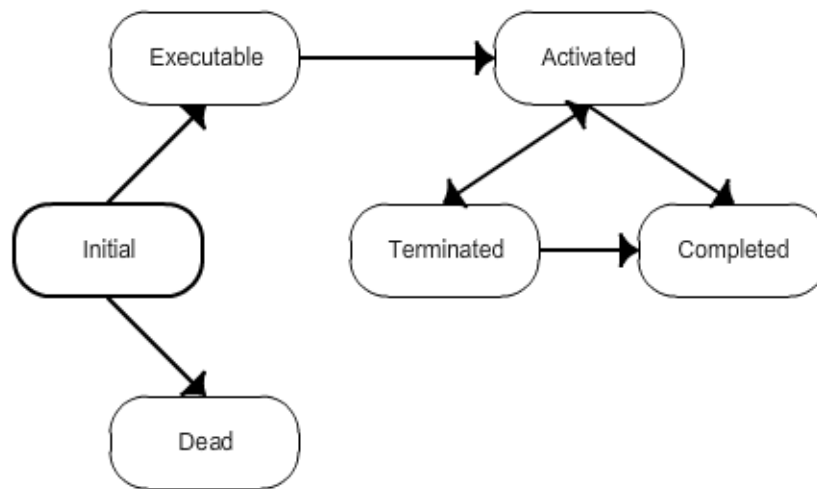 Executable
Activated
Initial
Terminated
Completed
Dead